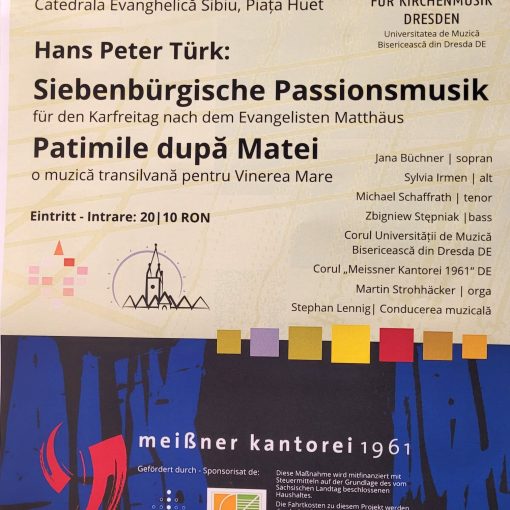 Catedrala Evanghelică Sibiu, Piața Huet
FÜR KIRCHENMUSIK
DRESDEN
Universitatea de Muzică
Bisericească din Dresda DE
Hans Peter Türk:
Siebenbürgische Passionsmusik
für den Karfreitag nach dem Evangelisten Matthäus
Patimile după Matei
o muzică transilvană pentru Vinerea Mare
Jana Büchner | sopran
Sylvia Irmen | alt
Michael Schaffrath | tenor
Zbigniew Stępniak |bass
Corul Universității de Muzică
Bisericească din Dresda DE
Corul „Meissner Kantorei 1961“ DE
Martin Strohhäcker | orga
Stephan Lennig| Conducerea muzicală
Eintritt - Intrare: 20|10 RON
meißner kantorei 1961
Gefördert durch - Sponsorisat de:
Diese Maßnahme wird mitfinanziert mit
Steuermitteln auf der Grundlage des vom
Sächsischen Landtag beschlossenen
Haushaltes.
Die Fahrtkosten zu diesem Projekt werden